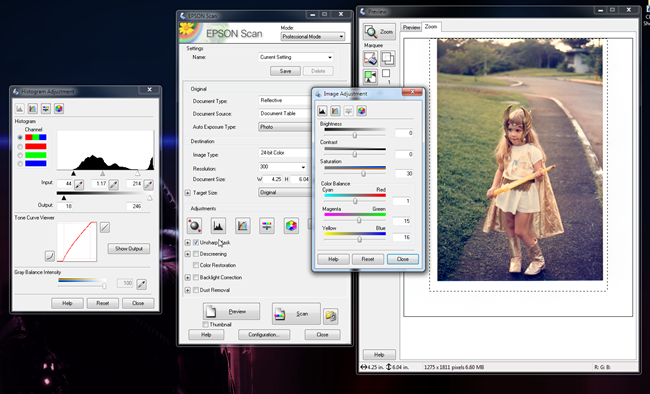 Histogram Adjustment
Histogram
Channel
Input: 44 1.17 214
Output: 18 246
Tone Curve Viewer
Show Output
Gray Balance Intensity
100
Help Reset Close
EPSON Scan
EPSON Scan
Mode:
Professional Mode
Settings
Name: Current Setting
Save Delete
Original
Document Type: Reflective
Document Source: Document Table
Auto Exposure Type: Photo
Destination
Image Type: 24-bit Color
Resolution: 300
Document Size: W 4.25 H 6.04
Target Size: Original
Adjustments
Unsharp Mask
Descreening
Color Restoration
Backlight Correction
Dust Removal
Preview Scan
Thumbnail
Help Configuration... Close
Image Adjustment
Brightness
0
Contrast
0
Saturation
30
Color Balance
Cyan Red
1
Magenta Green
15
Yellow Blue
16
Help Reset Close
Preview
Zoom
Preview Zoom
Marquee
1
Help
4.25 in. 6.04 in. 1275 x 1811 pixels 6.60 MB R: G: B: